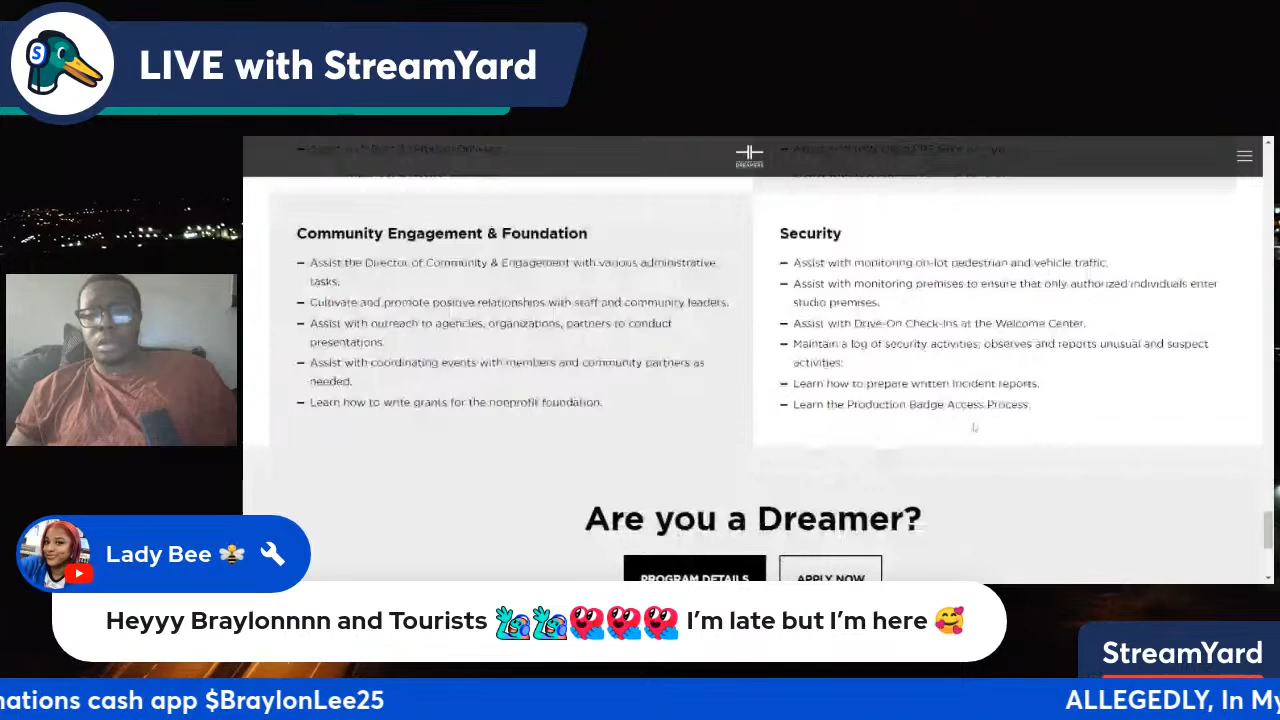 LIVE with StreamYard
DREAMERS
Community Engagement & Foundation
– Assist the Director of Community & Engagement with various administrative
tasks.
– Cultivate and promote positive relationships with staff and community leaders.
– Assist with outreach to agencies, organizations, partners to conduct
presentations.
– Assist with coordinating events with members and community partners as
needed.
– Learn how to write grants for the nonprofit foundation.
Security
– Assist with monitoring on-lot pedestrian and vehicle traffic.
– Assist with monitoring premises to ensure that only authorized individuals enter
studio premises.
– Assist with Drive-On Check-Ins at the Welcome Center.
– Maintain a log of security activities; observes and reports unusual and suspect
activities.
– Learn how to prepare written incident reports.
– Learn the Production Badge Access Process.
Are you a Dreamer?
PROGRAM DETAILS
APPLY NOW
Lady Bee 🐝
Heyyy Braylonnnn and Tourists I’m late but I’m here 🥰
StreamYard
nations cash app $BraylonLee25
ALLEGEDLY, In My